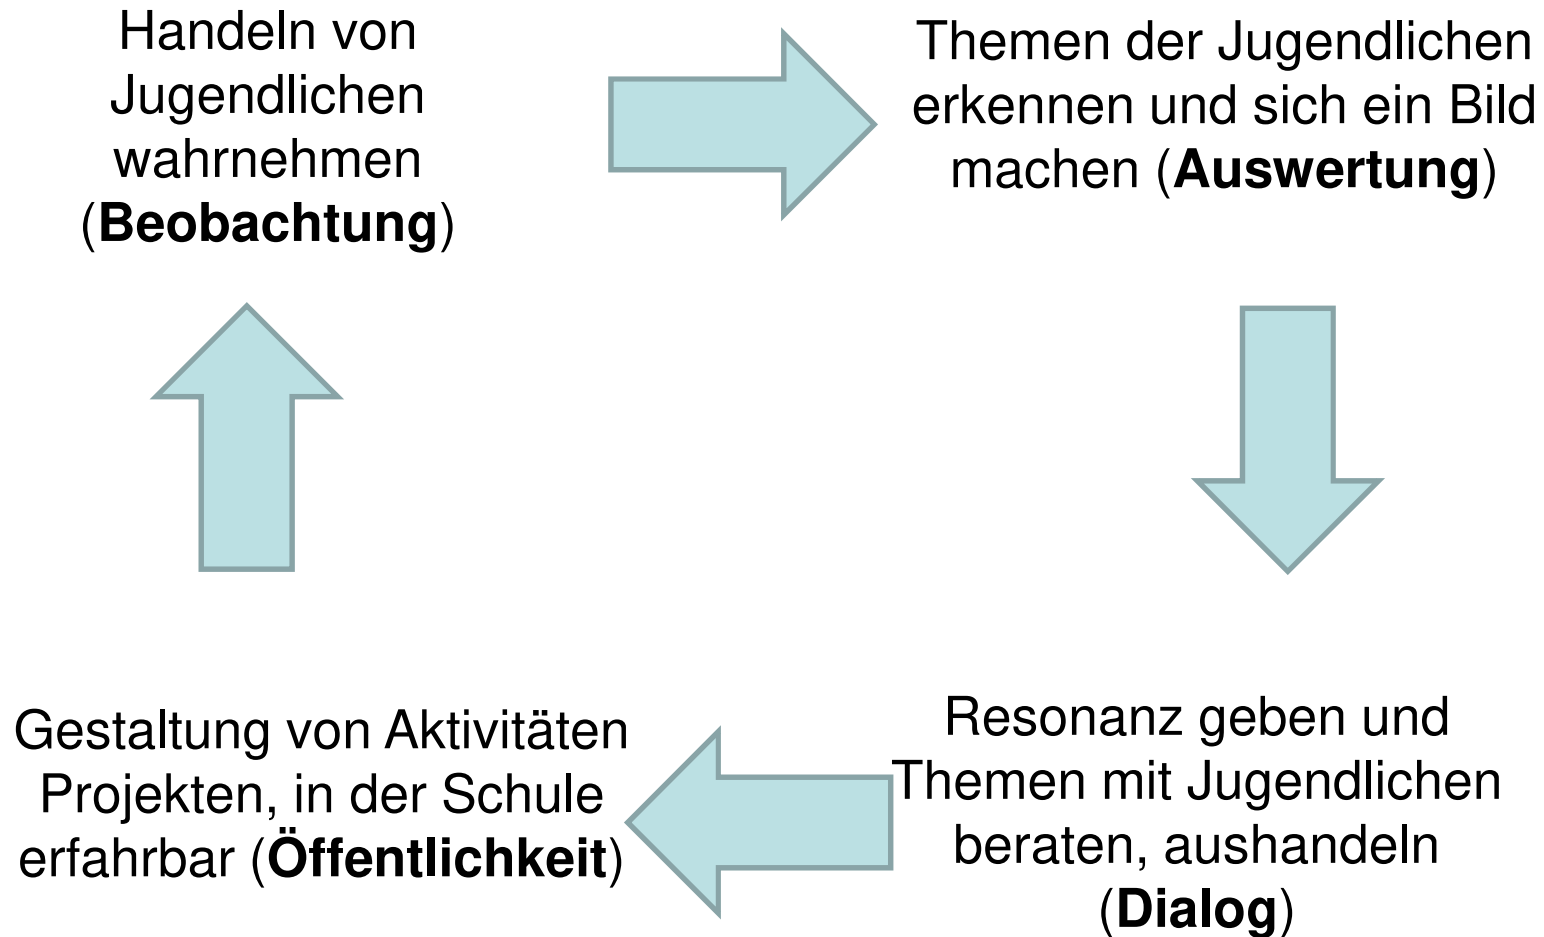 Handeln von
Jugendlichen
wahrnehmen
(Beobachtung)
Themen der Jugendlichen
erkennen und sich ein Bild
machen (Auswertung)
Resonanz geben und
Themen mit Jugendlichen
beraten, aushandeln
(Dialog)
Gestaltung von Aktivitäten
Projekten, in der Schule
erfahrbar (Öffentlichkeit)